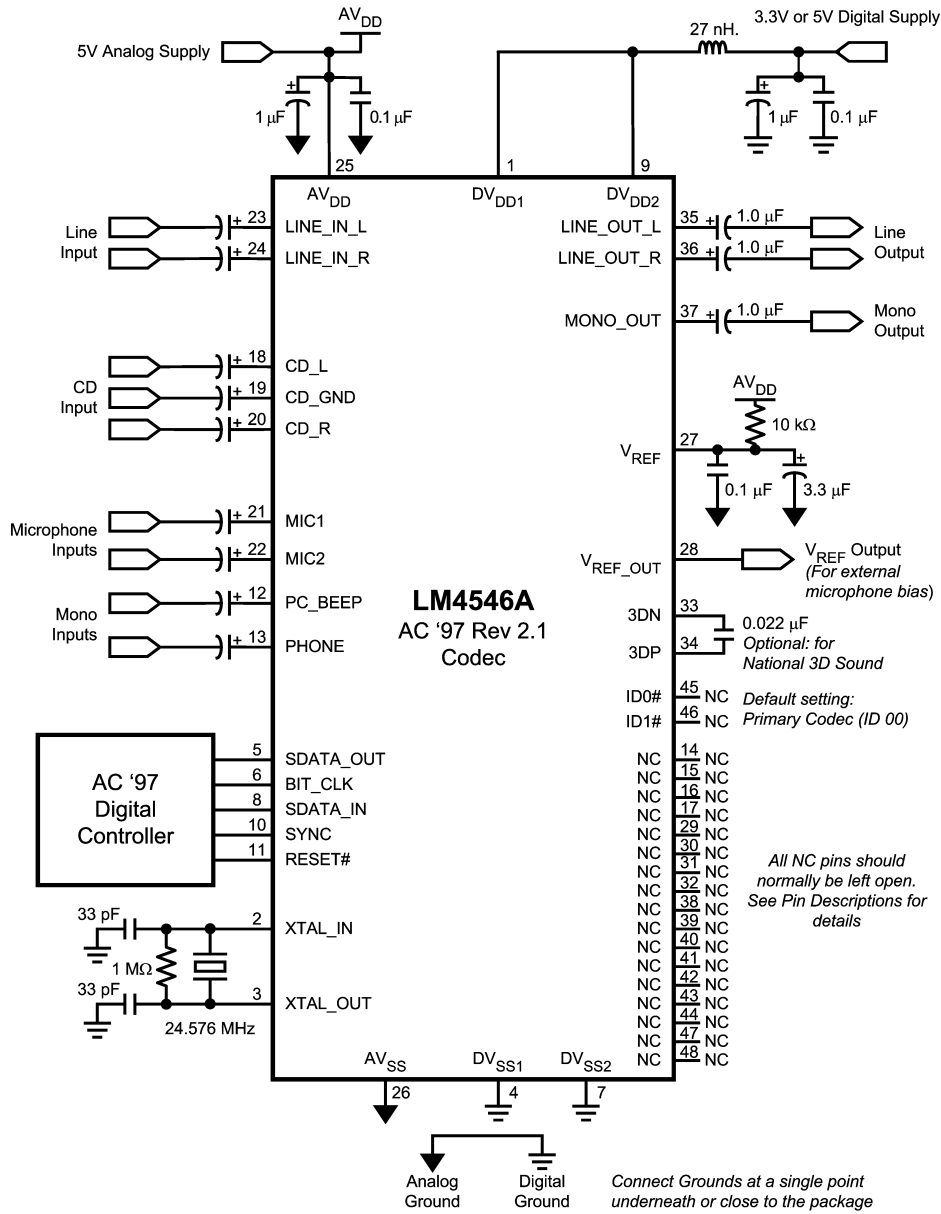 AVDD
5V Analog Supply
1 µF
0.1 µF
3.3V or 5V Digital Supply
27 nH.
1 µF
0.1 µF
25
1
9
AVDD
DVDD1
DVDD2
Line
Input
+ 23
LINE_IN_L
+ 24
LINE_IN_R
CD
Input
+ 18
CD_L
+ 19
CD_GND
+ 20
CD_R
Microphone
Inputs
+ 21
MIC1
+ 22
MIC2
Mono
Inputs
+ 12
PC_BEEP
+ 13
PHONE
AC ‘97
Digital
Controller
5
SDATA_OUT
6
BIT_CLK
8
SDATA_IN
10
SYNC
11
RESET#
33 pF
2
XTAL_IN
1 MΩ
33 pF
3
XTAL_OUT
24.576 MHz
LM4546A
AC ‘97 Rev 2.1
Codec
LINE_OUT_L
35
+
1.0 µF
LINE_OUT_R
36
+
1.0 µF
Line
Output
MONO_OUT
37
+
1.0 µF
Mono
Output
AVDD
10 kΩ
VREF
27
0.1 µF
+
3.3 µF
VREF_OUT
28
VREF Output
(For external
microphone bias)
3DN
33
3DP
34
0.022 µF
Optional: for
National 3D Sound
ID0#
45
NC
ID1#
46
NC
Default setting:
Primary Codec (ID 00)
NC 14 NC
NC 15 NC
NC 16 NC
NC 17 NC
NC 29 NC
NC 30 NC
NC 31 NC
NC 32 NC
NC 38 NC
NC 39 NC
NC 40 NC
NC 41 NC
NC 42 NC
NC 43 NC
NC 44 NC
NC 47 NC
NC 48 NC
All NC pins should
normally be left open.
See Pin Descriptions for
details
AVSS
DVSS1
DVSS2
26
4
7
Analog
Ground
Digital
Ground
Connect Grounds at a single point
underneath or close to the package